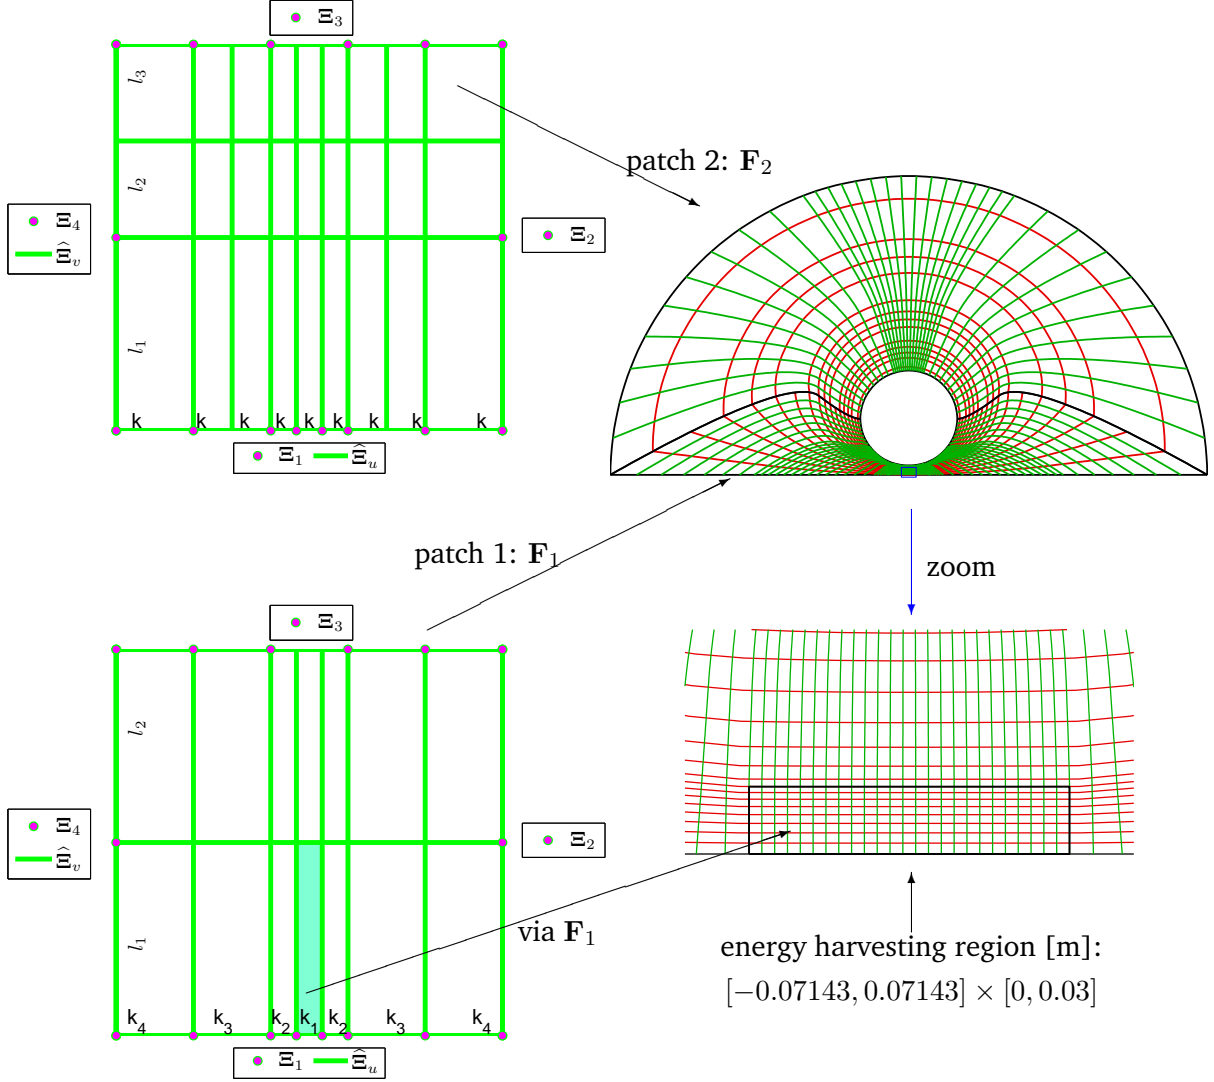 Ξ₃
l₃
l₂
l₁
Ξ₄
Ξ̂ᵥ
Ξ₂
k k k k k k k k k
Ξ₁ Ξ̂ᵤ
patch 2: F₂
patch 1: F₁
zoom
Ξ₃
l₂
l₁
Ξ₄
Ξ̂ᵥ
Ξ₂
k₄ k₃ k₂ k₁ k₂ k₃ k₄
Ξ₁ Ξ̂ᵤ
via F₁
energy harvesting region [m]:
[−0.07143, 0.07143] × [0, 0.03]